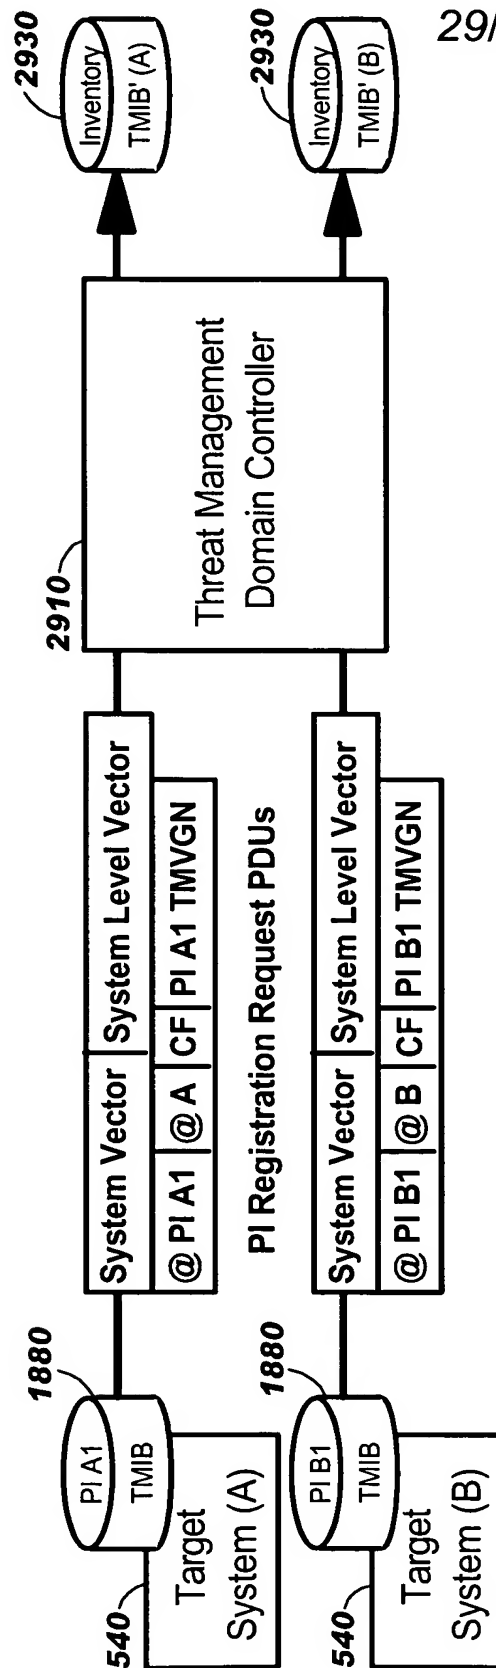 29/
540
Target
System (A)
PI A1
TMIB
1880
System Vector
System Level Vector
@ PI A1
@ A
CF
PI A1 TMVGN
PI Registration Request PDUs
540
Target
System (B)
PI B1
TMIB
1880
System Vector
System Level Vector
@ PI B1
@ B
CF
PI B1 TMVGN
2910
Threat Management
Domain Controller
2930
Inventory
TMIB' (A)
2930
Inventory
TMIB' (B)